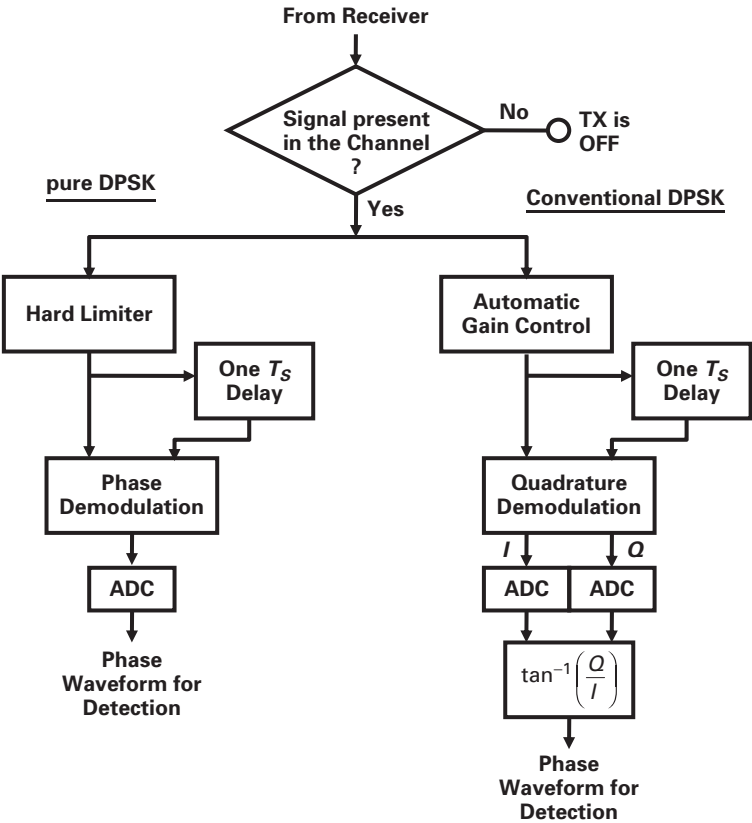 From Receiver
Signal present
in the Channel
?
No
TX is
OFF
pure DPSK
Yes
Conventional DPSK
Hard Limiter
Automatic
Gain Control
One T_S
Delay
One T_S
Delay
Phase
Demodulation
Quadrature
Demodulation
I
Q
ADC
ADC
ADC
Phase
Waveform for
Detection
tan⁻¹(Q/I)
Phase
Waveform for
Detection